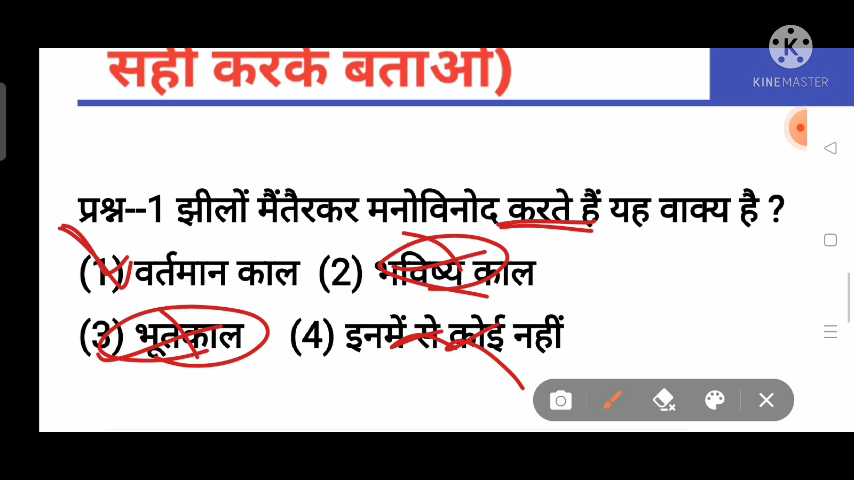 सही करके बताओ)
K
KINEMASTER
प्रश्न--1 झीलों मैंतैरकर मनोविनोद करते हैं यह वाक्य है ?
(1) वर्तमान काल (2) भविष्य काल
(3) भूतकाल (4) इनमें से कोई नहीं